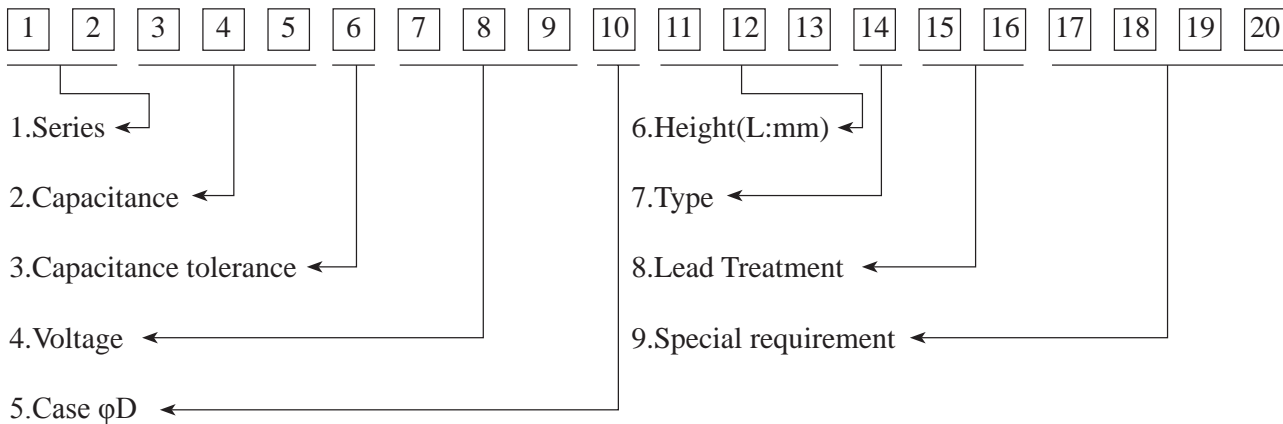 1 2 3 4 5 6 7 8 9 10 11 12 13 14 15 16 17 18 19 20
1.Series
6.Height(L:mm)
2.Capacitance
7.Type
3.Capacitance tolerance
8.Lead Treatment
4.Voltage
9.Special requirement
5.Case φD